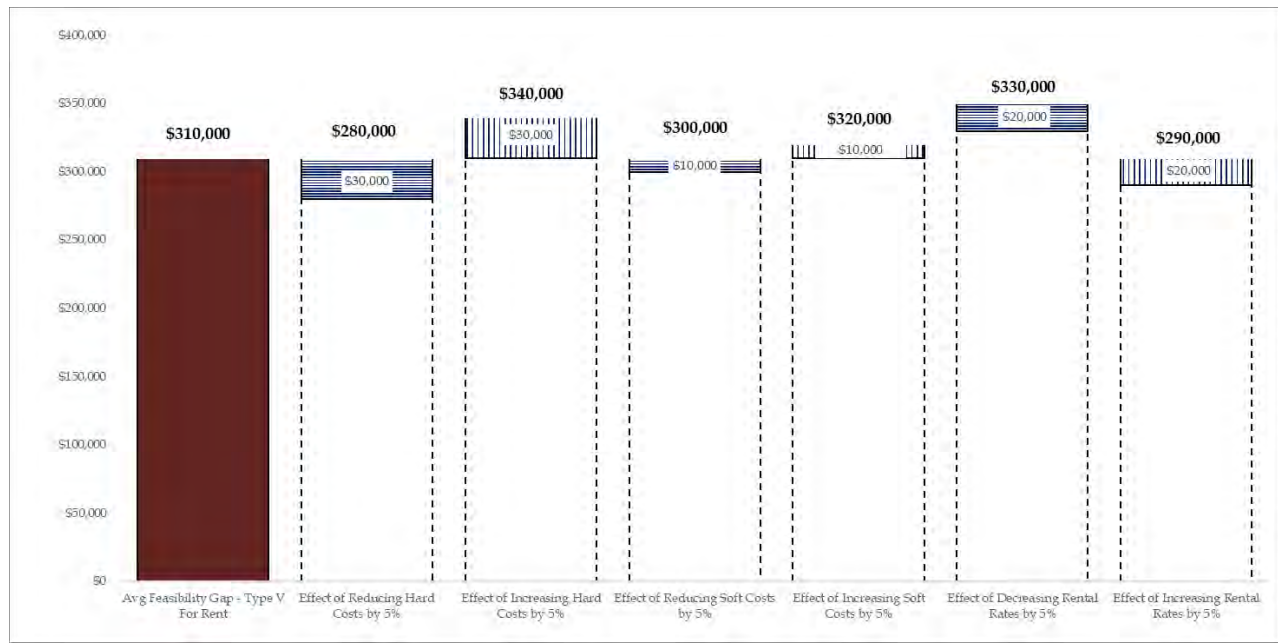 $400,000
$350,000
$300,000
$250,000
$200,000
$150,000
$100,000
$50,000
$0
$310,000
$280,000
$30,000
$340,000
$30,000
$300,000
$10,000
$320,000
$10,000
$330,000
$20,000
$290,000
$20,000
Avg Feasibility Gap - Type V
For Rent
Effect of Reducing Hard
Costs by 5%
Effect of Increasing Hard
Costs by 5%
Effect of Reducing Soft Costs
by 5%
Effect of Increasing Soft
Costs by 5%
Effect of Decreasing Rental
Rates by 5%
Effect of Increasing Rental
Rates by 5%